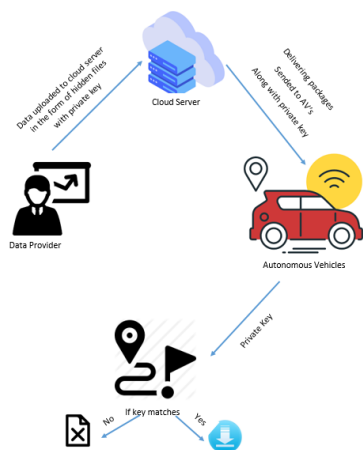 Data uploaded to cloud server
in the form of hidden files
with private key
Cloud Server
Delivering packages
Sended to AV's
Along with private key
Data Provider
Autonomous Vehicles
Private Key
If key matches
No
Yes